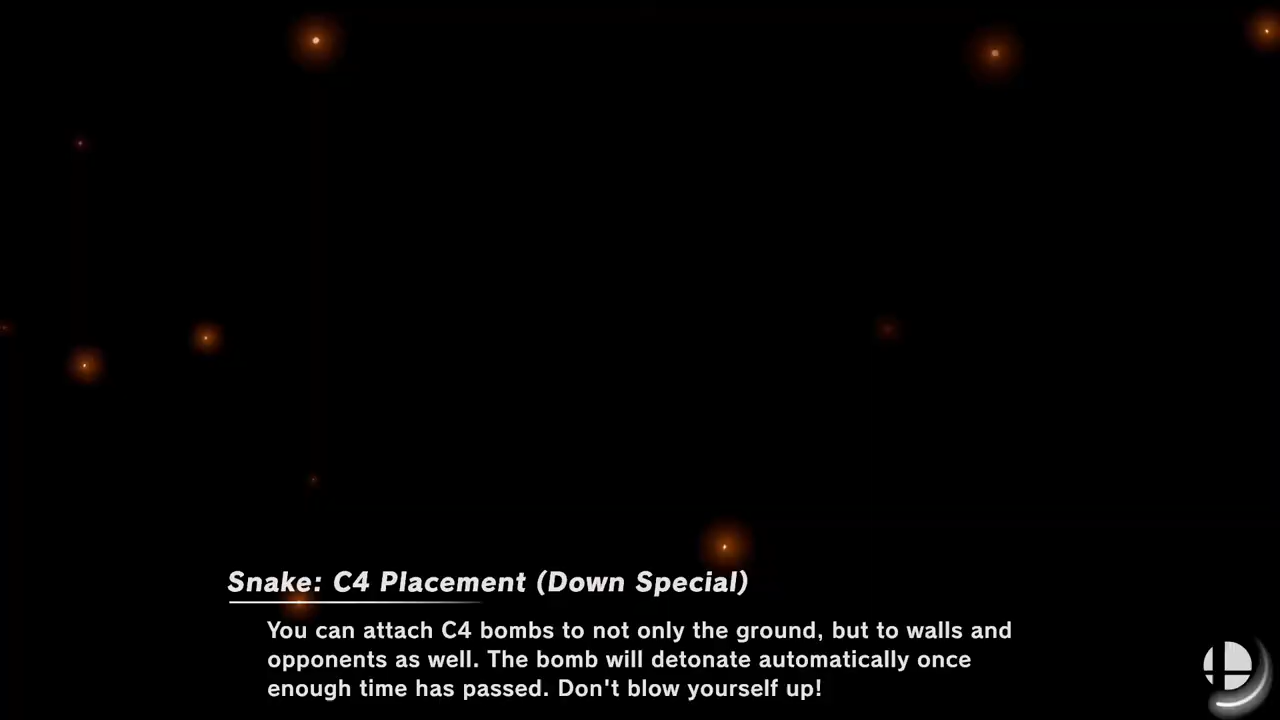 Snake: C4 Placement (Down Special)
You can attach C4 bombs to not only the ground, but to walls and
opponents as well. The bomb will detonate automatically once
enough time has passed. Don't blow yourself up!